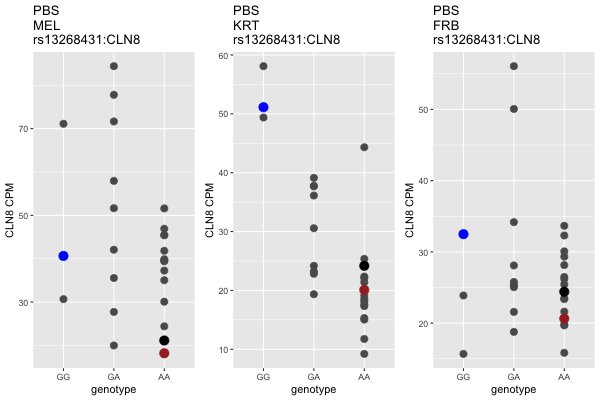 PBS
MEL
rs13268431:CLN8
CLN8 CPM
70
50
30
GG GA AA
genotype
PBS
KRT
rs13268431:CLN8
CLN8 CPM
60
50
40
30
20
10
GG GA AA
genotype
PBS
FRB
rs13268431:CLN8
CLN8 CPM
50
40
30
20
GG GA AA
genotype